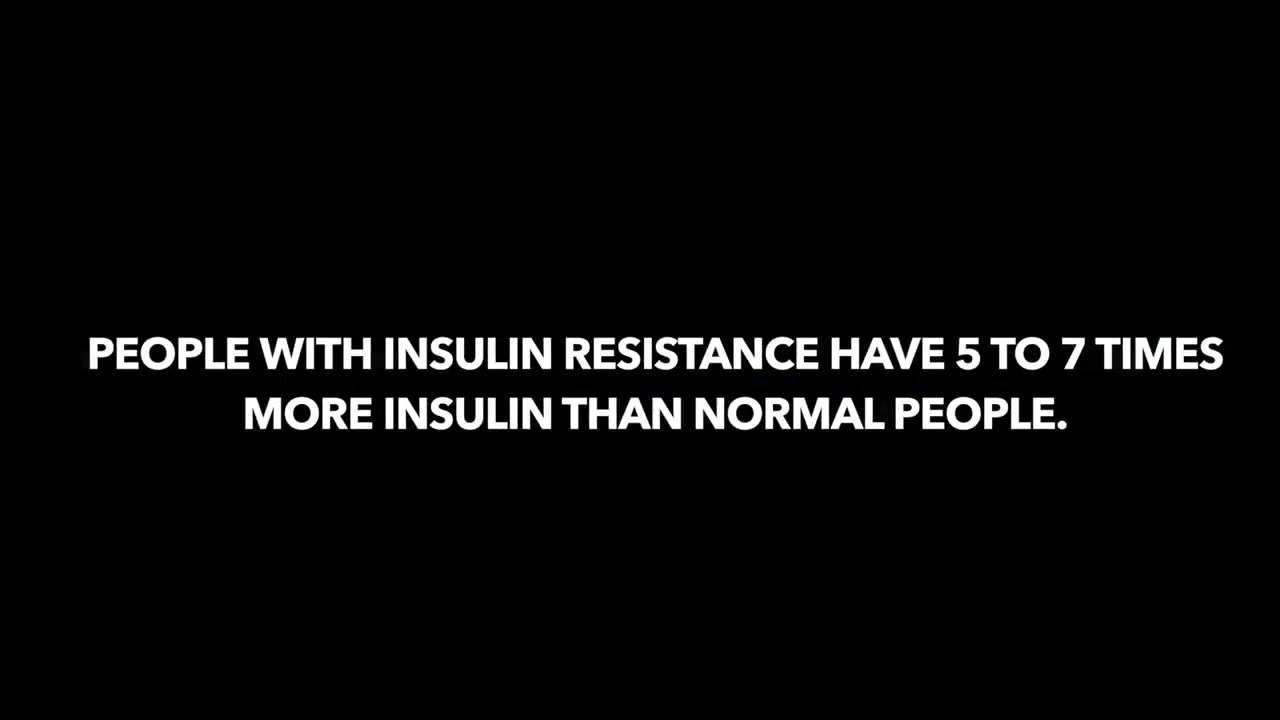 PEOPLE WITH INSULIN RESISTANCE HAVE 5 TO 7 TIMES
MORE INSULIN THAN NORMAL PEOPLE.